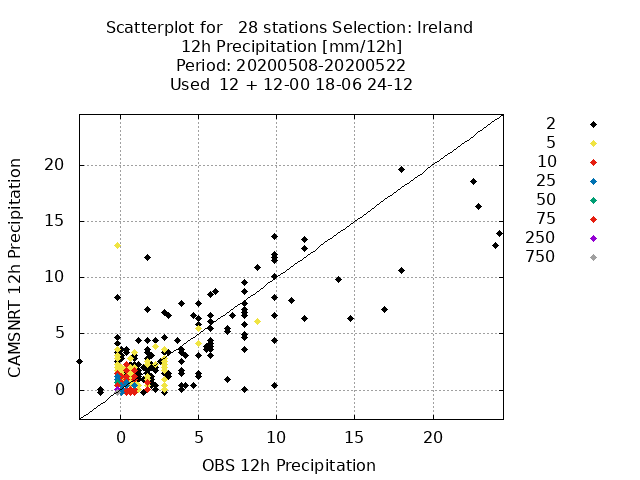 Scatterplot for   28 stations Selection: Ireland
12h Precipitation [mm/12h]
Period: 20200508-20200522
Used  12 + 12-00 18-06 24-12
2
5
10
25
50
75
250
750
20
15
10
5
0
CAMSNRT 12h Precipitation
0 5 10 15 20
OBS 12h Precipitation